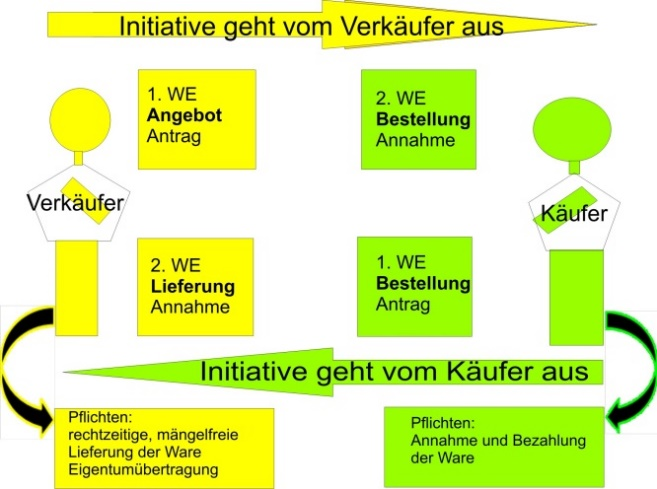 Initiative geht vom Verkäufer aus
1. WE
Angebot
Antrag
2. WE
Bestellung
Annahme
Verkäufer
Käufer
2. WE
Lieferung
Annahme
1. WE
Bestellung
Antrag
Initiative geht vom Käufer aus
Pflichten:
rechtzeitige, mängelfreie
Lieferung der Ware
Eigentumübertragung
Pflichten:
Annahme und Bezahlung
der Ware